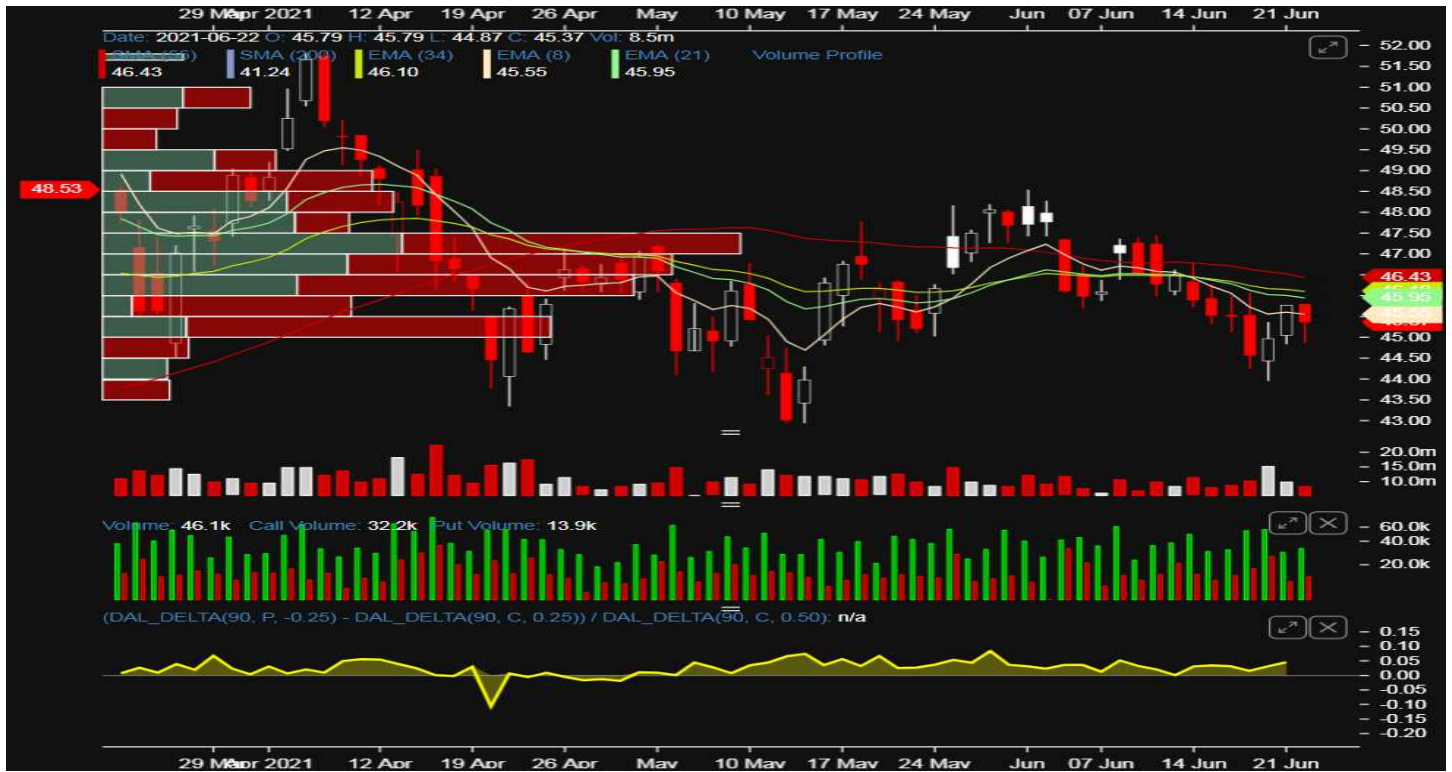 29 Mar Apr 2021 12 Apr 19 Apr 26 Apr May 10 May 17 May 24 May Jun 07 Jun 14 Jun 21 Jun
Date: 2021-06-22 O: 45.79 H: 45.79 L: 44.87 C: 45.37 Vol: 8.5m
SMA (200) EMA (34) EMA (8) EMA (21) Volume Profile
46.43 41.24 46.10 45.55 45.95
52.00
51.50
51.00
50.50
50.00
49.50
49.00
48.53
48.50
48.00
47.50
47.00
46.43
45.95
45.00
44.50
44.00
43.50
43.00
20.0m
15.0m
10.0m
Volume: 46.1k Call Volume: 32.2k Put Volume: 13.9k
60.0k
40.0k
20.0k
(DAL_DELTA(90, P, -0.25) - DAL_DELTA(90, C, 0.25)) / DAL_DELTA(90, C, 0.50): n/a
0.15
0.10
0.05
0.00
-0.05
-0.10
-0.15
-0.20
29 Mar Apr 2021 12 Apr 19 Apr 26 Apr May 10 May 17 May 24 May Jun 07 Jun 14 Jun 21 Jun